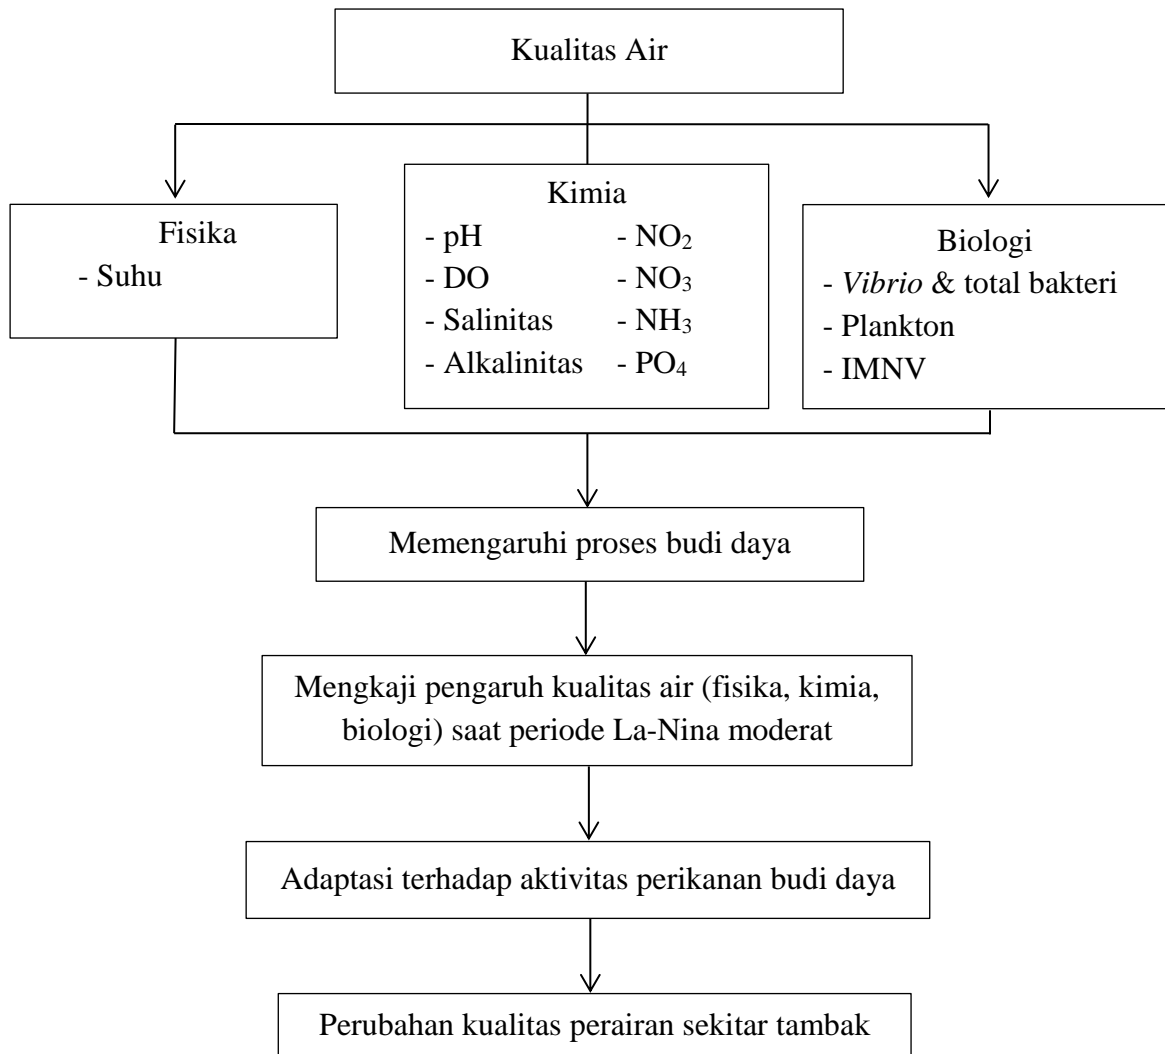 Kualitas Air
Fisika
- Suhu
Kimia
- pH
- DO
- Salinitas
- Alkalinitas
- NO₂
- NO₃
- NH₃
- PO₄
Biologi
- Vibrio & total bakteri
- Plankton
- IMNV
Memengaruhi proses budi daya
Mengkaji pengaruh kualitas air (fisika, kimia,
biologi) saat periode La-Nina moderat
Adaptasi terhadap aktivitas perikanan budi daya
Perubahan kualitas perairan sekitar tambak